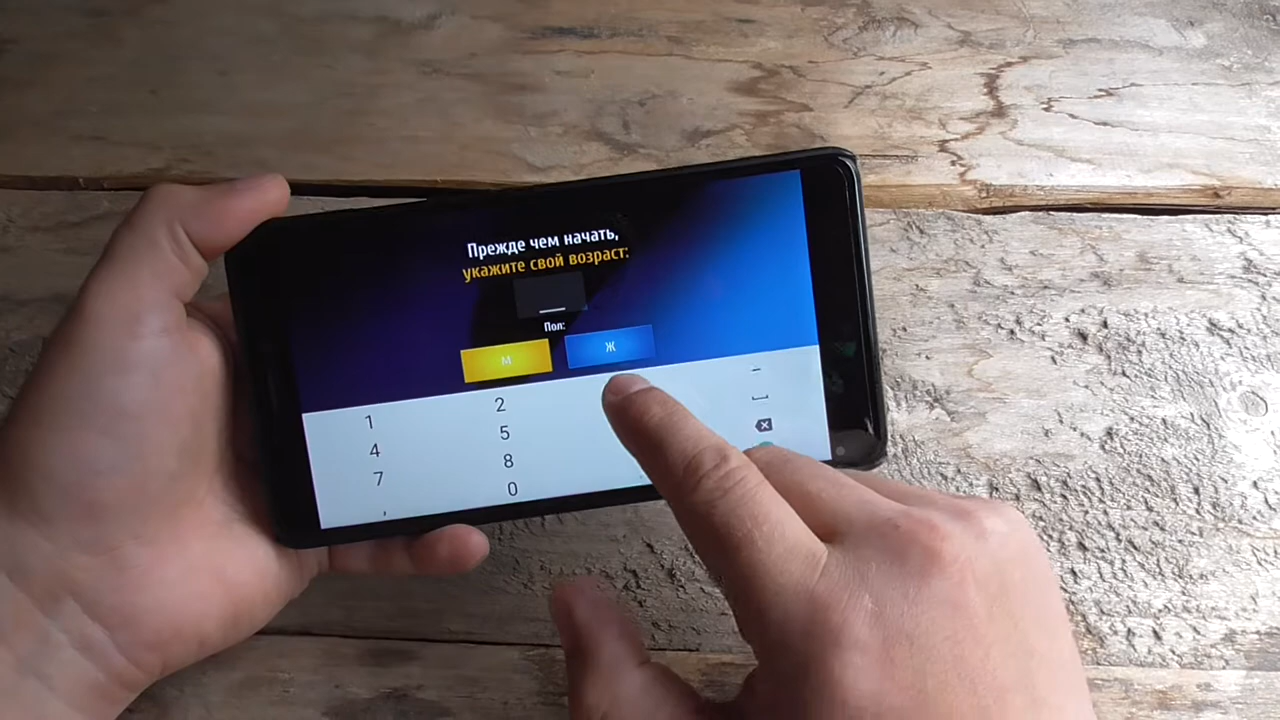 Прежде чем начать,
укажите свой возраст:
Пол:
М Ж
1 2
4 5
7 8
, 0